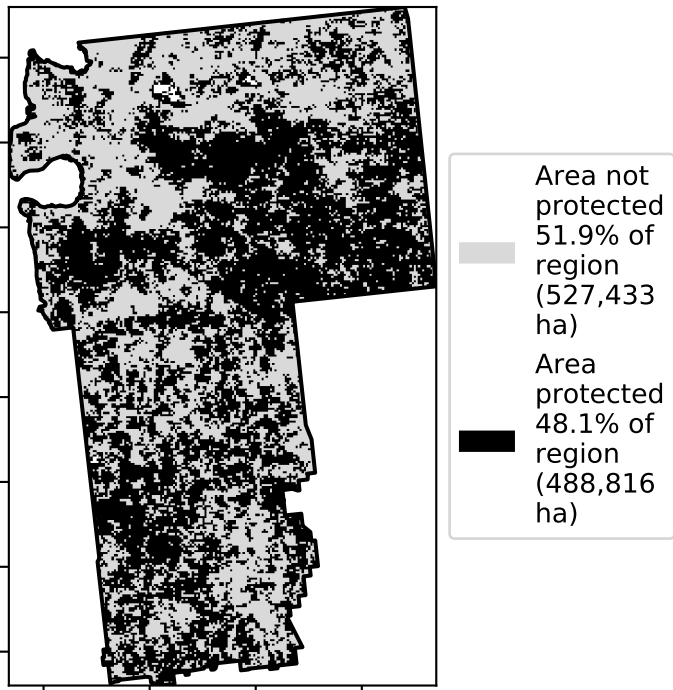 Area not
protected
51.9% of
region
(527,433
ha)
Area
protected
48.1% of
region
(488,816
ha)